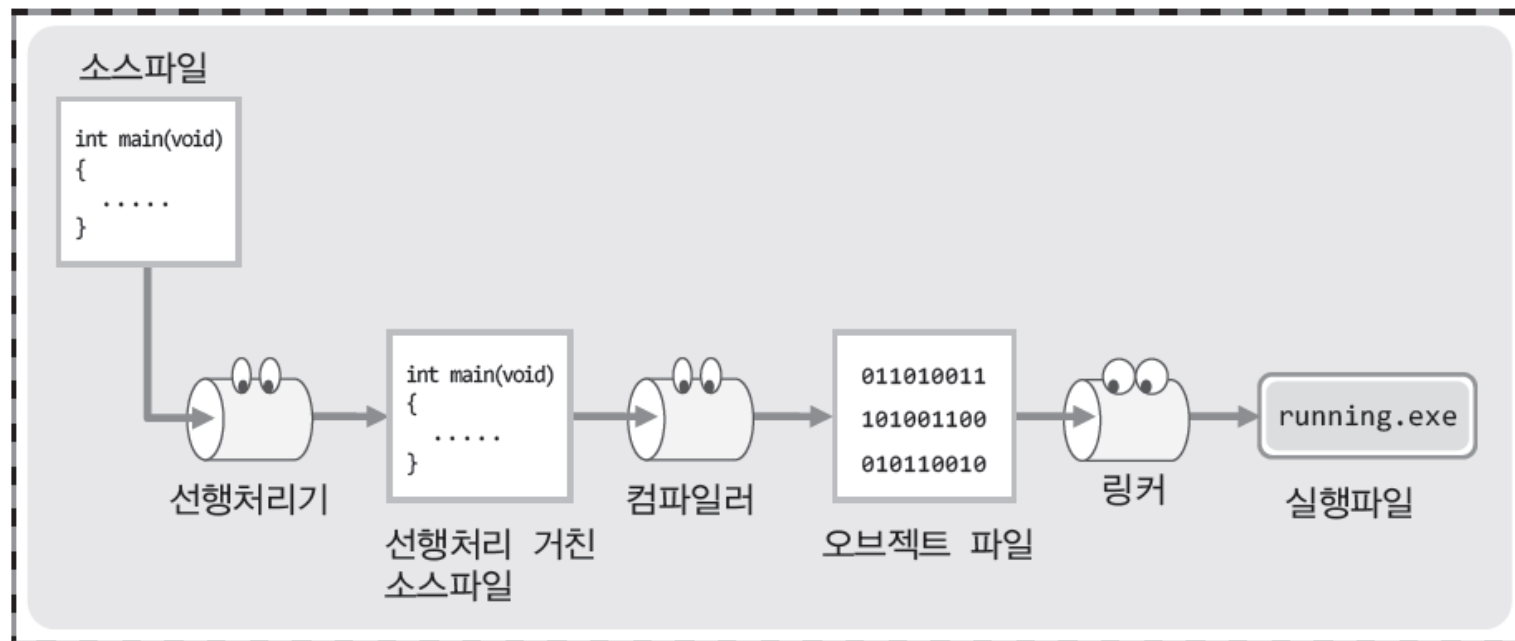 소스파일
int main(void)
{
.....
}
선행처리기
int main(void)
{
.....
}
선행처리 거친
소스파일
컴파일러
011010011
101001100
010110010
오브젝트 파일
링커
running.exe
실행파일